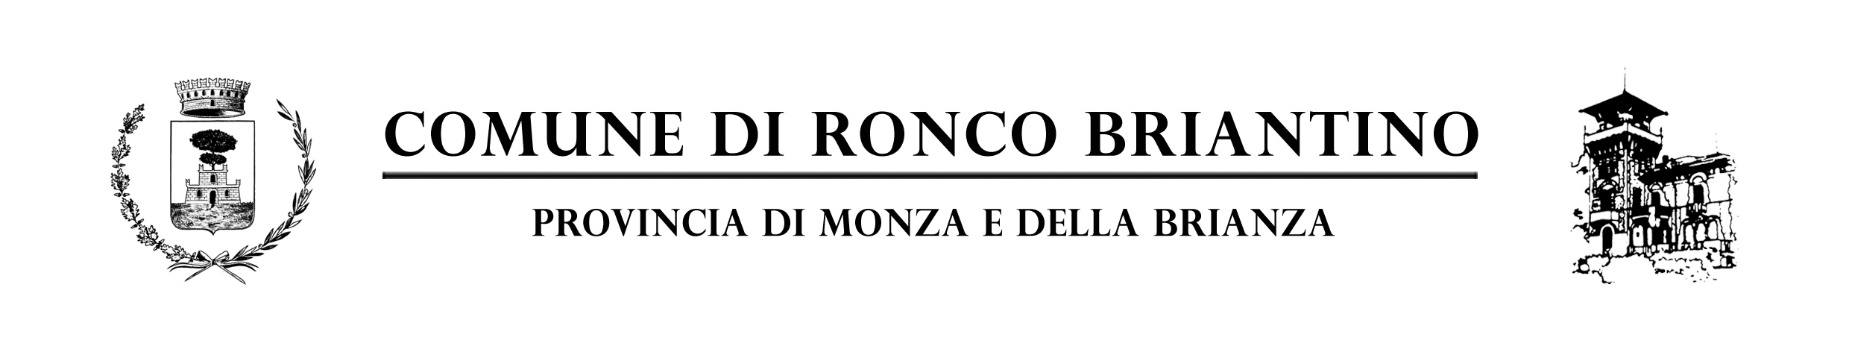 COMUNE DI RONCO BRIANTINO
PROVINCIA DI MONZA E DELLA BRIANZA